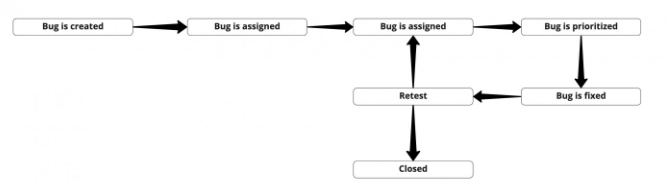 Bug is created
Bug is assigned
Bug is assigned
Bug is prioritized
Retest
Bug is fixed
Closed